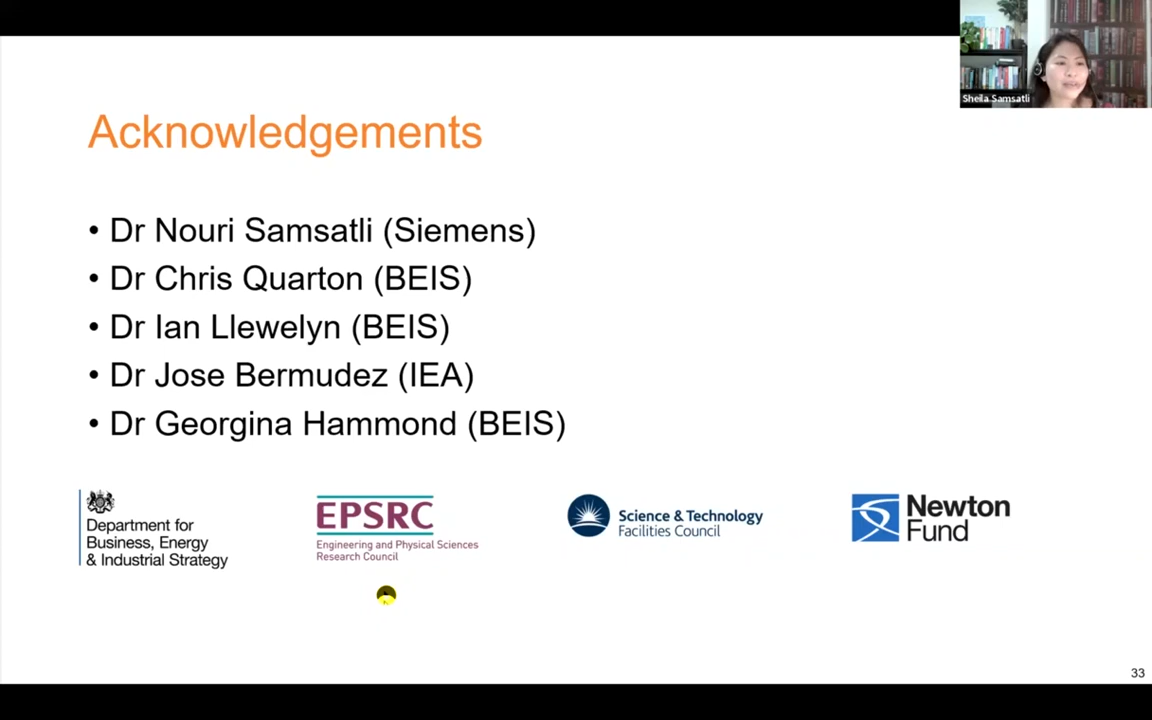 Sheila Samsatli
Acknowledgements
• Dr Nouri Samsatli (Siemens)
• Dr Chris Quarton (BEIS)
• Dr Ian Llewelyn (BEIS)
• Dr Jose Bermudez (IEA)
• Dr Georgina Hammond (BEIS)
Department for
Business, Energy
& Industrial Strategy
EPSRC
Engineering and Physical Sciences
Research Council
Science & Technology
Facilities Council
Newton
Fund
33